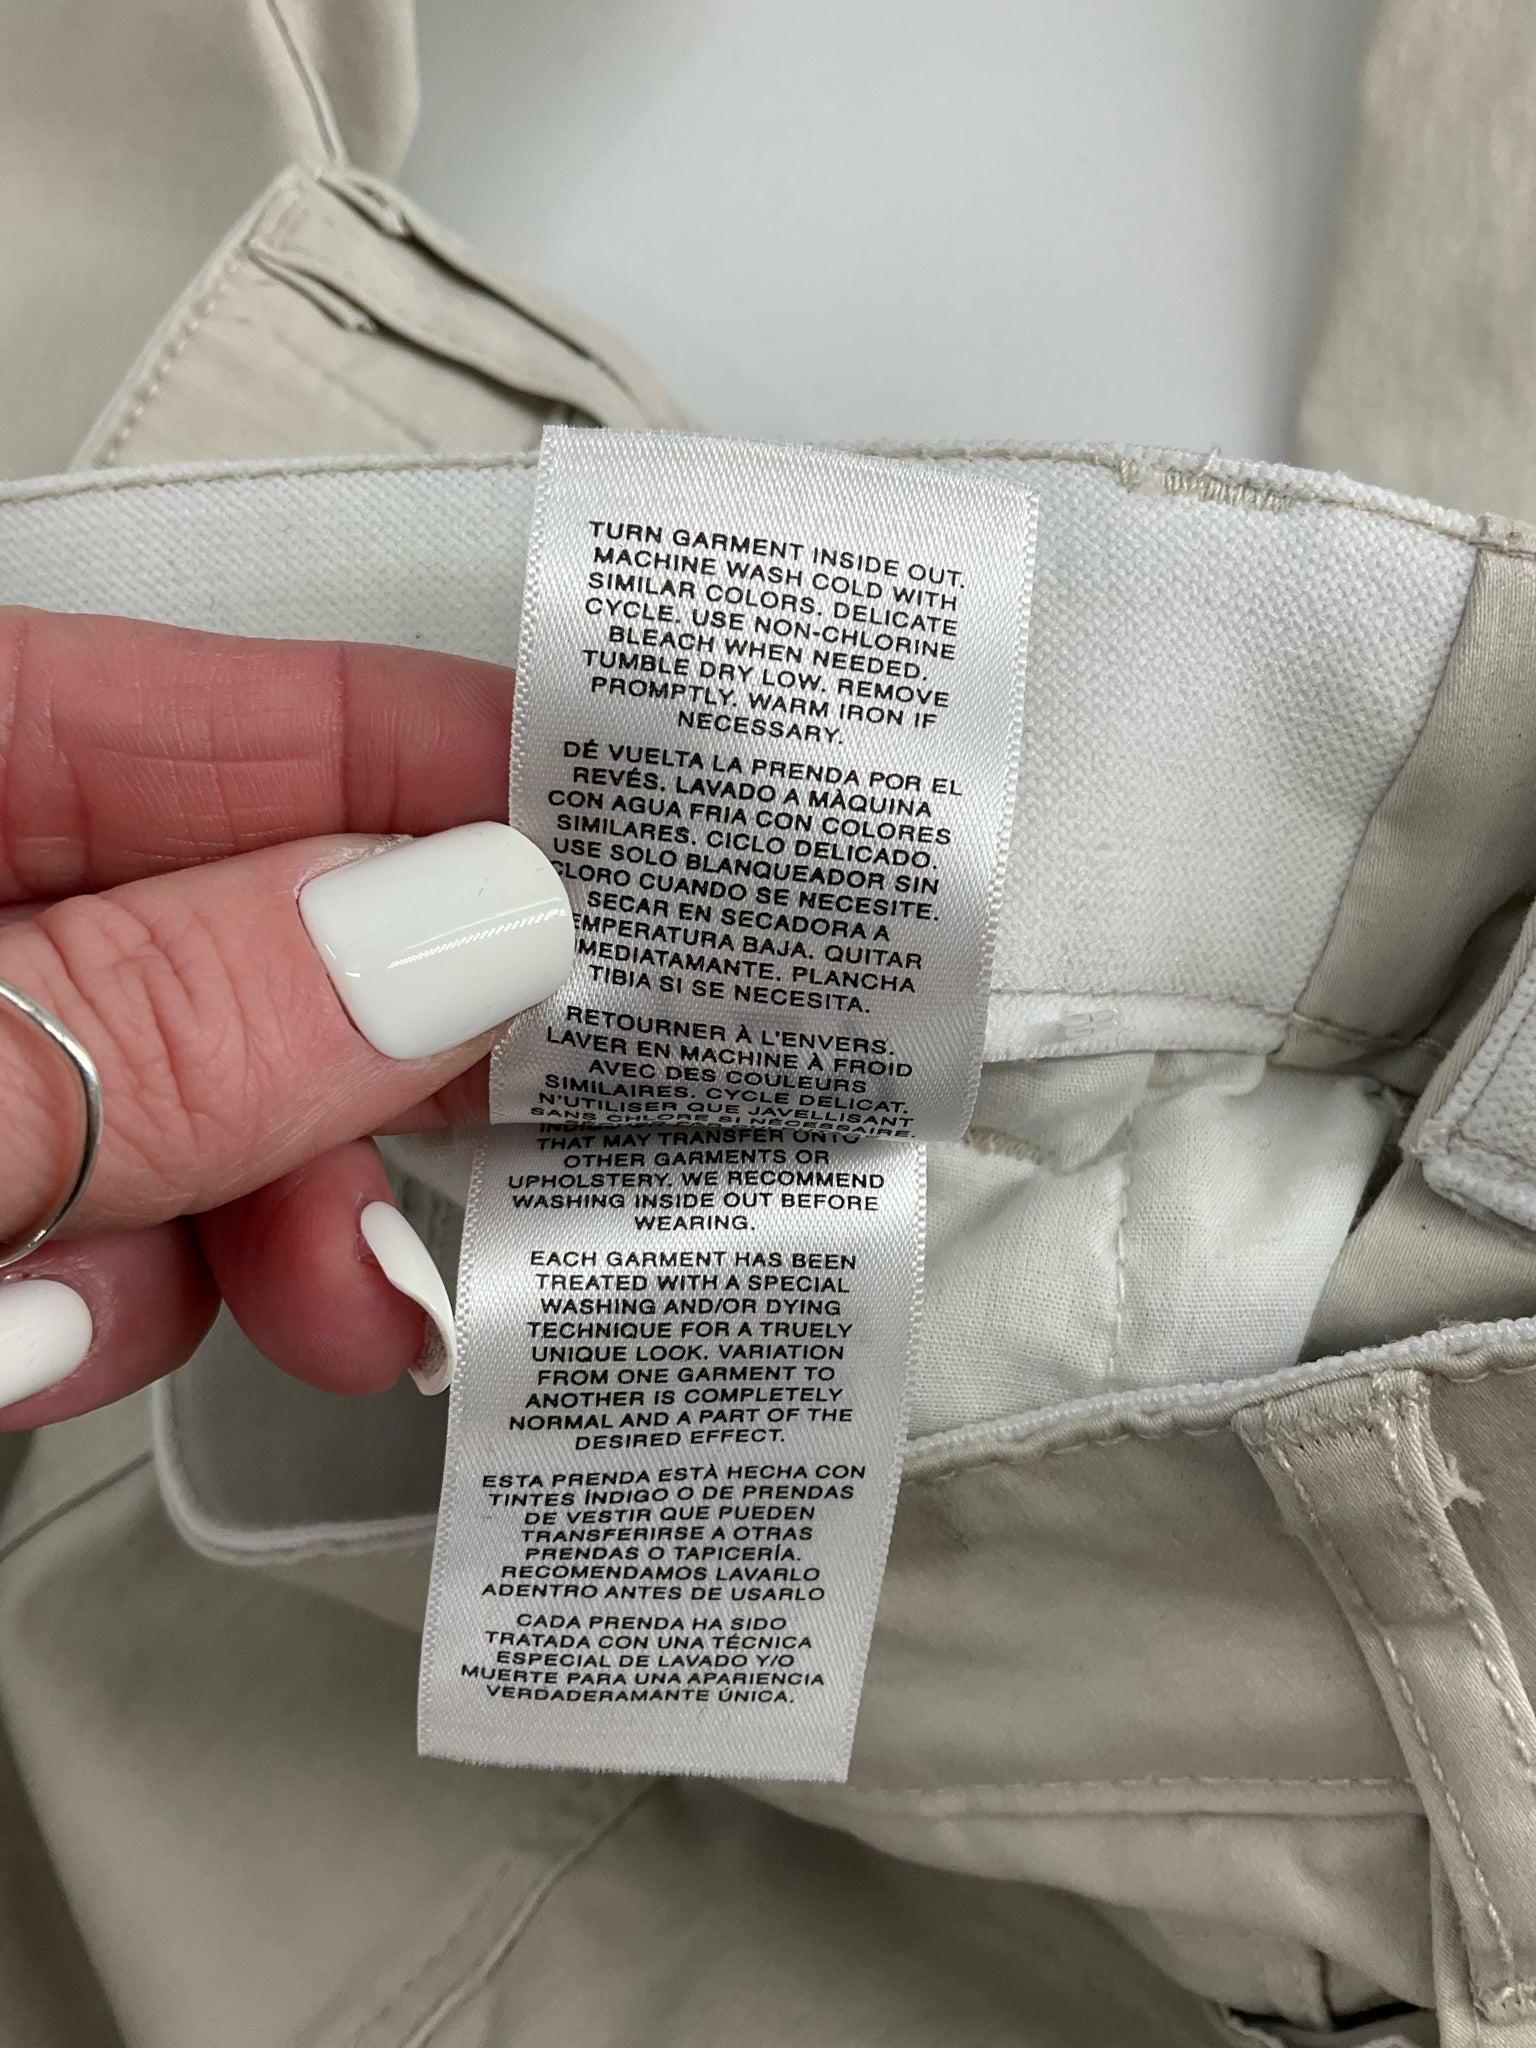 TURN GARMENT INSIDE OUT.
MACHINE WASH COLD WITH
SIMILAR COLORS. DELICATE
CYCLE. USE NON-CHLORINE
BLEACH WHEN NEEDED.
TUMBLE DRY LOW. REMOVE
PROMPTLY. WARM IRON IF
NECESSARY.
DÉ VUELTA LA PRENDA POR EL
REVÉS. LAVADO A MÀQUINA
CON AGUA FRIA CON COLORES
SIMILARES. CICLO DELICADO.
USE SOLO BLANQUEADOR SIN
CLORO CUANDO SE NECESITE.
SECAR EN SECADORA A
EMPERATURA BAJA. QUITAR
MEDIATAMANTE. PLANCHA
TIBIA SI SE NECESITA.
RETOURNER À L'ENVERS.
LAVER EN MACHINE À FROID
AVEC DES COULEURS
SIMILAIRES. CYCLE DELICAT.
N'UTILISER QUE JAVELLISANT
SANS CHLORE SI NÉCESSAIRE.
THAT MAY TRANSFER ONTO
OTHER GARMENTS OR
UPHOLSTERY. WE RECOMMEND
WASHING INSIDE OUT BEFORE
WEARING.
EACH GARMENT HAS BEEN
TREATED WITH A SPECIAL
WASHING AND/OR DYING
TECHNIQUE FOR A TRUELY
UNIQUE LOOK. VARIATION
FROM ONE GARMENT TO
ANOTHER IS COMPLETELY
NORMAL AND A PART OF THE
DESIRED EFFECT.
ESTA PRENDA ESTÀ HECHA CON
TINTES ÍNDIGO O DE PRENDAS
DE VESTIR QUE PUEDEN
TRANSFERIRSE A OTRAS
PRENDAS O TAPICERÍA.
RECOMENDAMOS LAVARLO
ADENTRO ANTES DE USARLO
CADA PRENDA HA SIDO
TRATADA CON UNA TÉCNICA
ESPECIAL DE LAVADO Y/O
MUERTE PARA UNA APARIENCIA
VERDADERAMANTE ÚNICA.